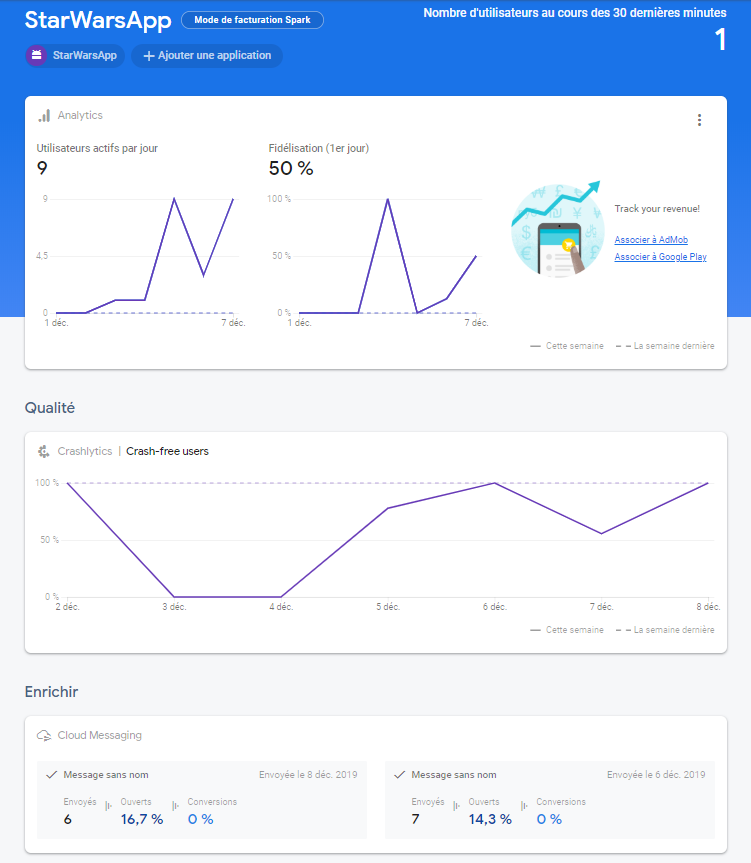 StarWarsApp
Mode de facturation Spark
Nombre d'utilisateurs au cours des 30 dernières minutes
1
StarWarsApp
Ajouter une application
Analytics
Utilisateurs actifs par jour
9
9
4.5
0
1 déc.
7 déc.
Fidélisation (1er jour)
50 %
100 %
50 %
0 %
1 déc.
7 déc.
Track your revenue!
Associer à AdMob
Associer à Google Play
Cette semaine
La semaine dernière
Qualité
Crashlytics | Crash-free users
100 %
50 %
0 %
2 déc. 3 déc. 4 déc. 5 déc. 6 déc. 7 déc. 8 déc.
Cette semaine
La semaine dernière
Enrichir
Cloud Messaging
Message sans nom
Envoyée le 8 déc. 2019
Envoyés Ouverts Conversions
6 16,7 % 0 %
Message sans nom
Envoyée le 6 déc. 2019
Envoyés Ouverts Conversions
7 14,3 % 0 %